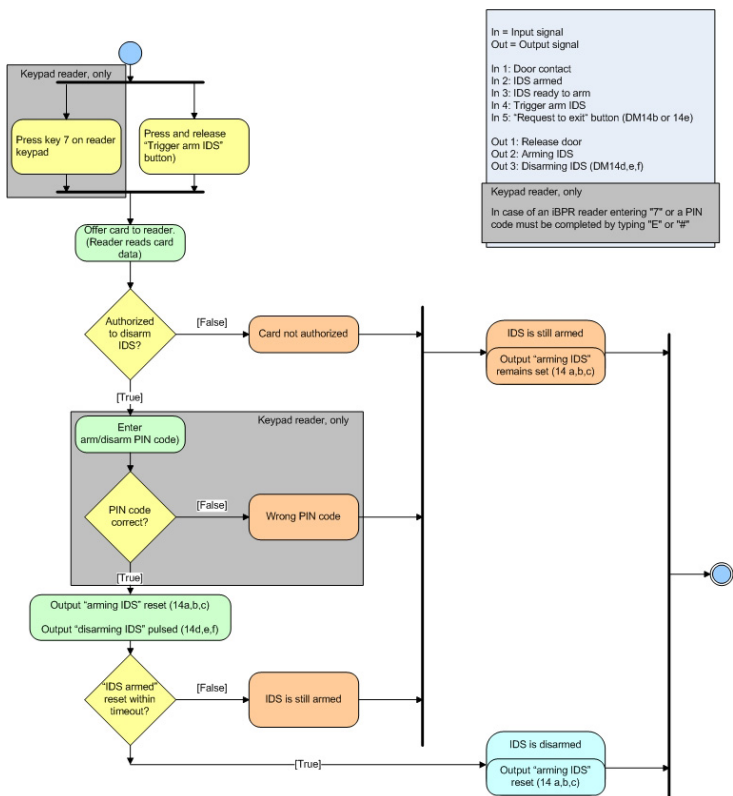 Keypad reader, only
Press key 7 on reader
keypad
Press and release
“Trigger arm IDS”
button)
In = Input signal
Out = Output signal
In 1: Door contact
In 2: IDS armed
In 3: IDS ready to arm
In 4: Trigger arm IDS
In 5: “Request to exit“ button (DM14b or 14e)
Out 1: Release door
Out 2: Arming IDS
Out 3: Disarming IDS (DM14d,e,f)
Keypad reader, only
In case of an iBPR reader entering "7" or a PIN
code must be completed by typing "E" or "#"
Offer card to reader.
(Reader reads card
data)
Authorized
to disarm
IDS?
[False]
Card not authorized
IDS is still armed
Output “arming IDS”
remains set (14 a,b,c)
[True]
Keypad reader, only
Enter
arm/disarm PIN code)
PIN code
correct?
[False]
Wrong PIN code
[True]
Output “arming IDS” reset (14a,b,c)
Output “disarming IDS” pulsed (14d,e,f)
“IDS armed”
reset within
timeout?
[False]
IDS is still armed
[True]
IDS is disarmed
Output “arming IDS”
reset (14 a,b,c)